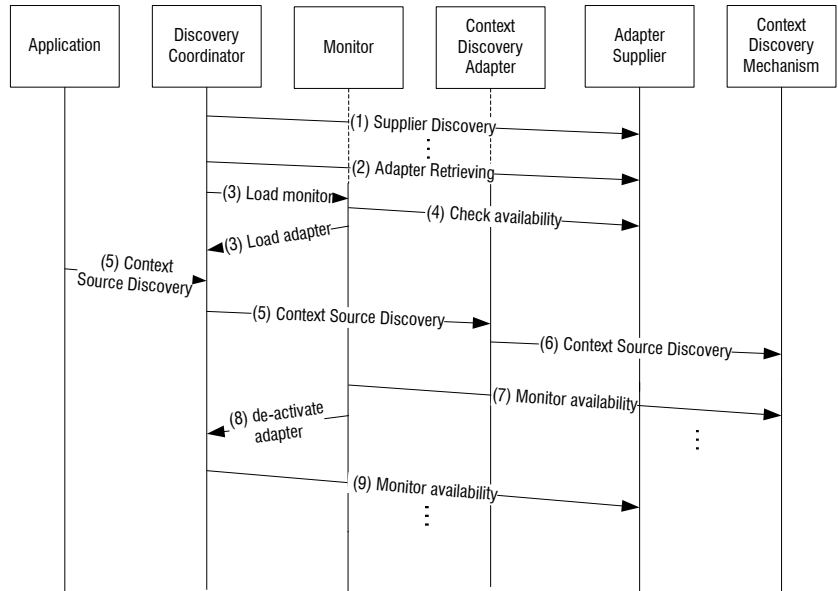 Application
Discovery
Coordinator
Monitor
Context
Discovery
Adapter
Adapter
Supplier
Context
Discovery
Mechanism
(1) Supplier Discovery
(2) Adapter Retrieving
(3) Load monitor
(4) Check availability
(3) Load adapter
(5) Context
Source Discovery
(5) Context Source Discovery
(6) Context Source Discovery
(7) Monitor availability
(8) de-activate
adapter
(9) Monitor availability